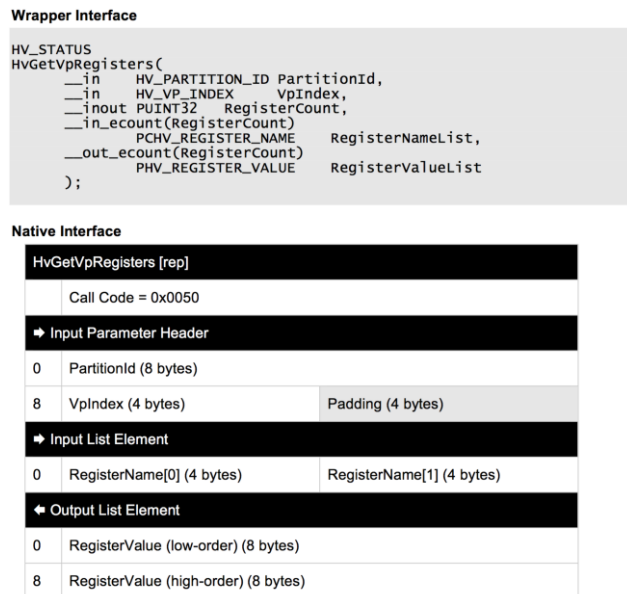 Wrapper Interface
HV_STATUS
HvGetVpRegisters(
__in HV_PARTITION_ID PartitionId,
__in HV_VP_INDEX VpIndex,
__inout PUINT32 RegisterCount,
__in_ecount(RegisterCount)
PCHV_REGISTER_NAME RegisterNameList,
__out_ecount(RegisterCount)
PHV_REGISTER_VALUE RegisterValueList
);
Native Interface
HvGetVpRegisters [rep]
Call Code = 0x0050
➡ Input Parameter Header
0 PartitionId (8 bytes)
8 VpIndex (4 bytes) Padding (4 bytes)
➡ Input List Element
0 RegisterName[0] (4 bytes) RegisterName[1] (4 bytes)
⬅ Output List Element
0 RegisterValue (low-order) (8 bytes)
8 RegisterValue (high-order) (8 bytes)